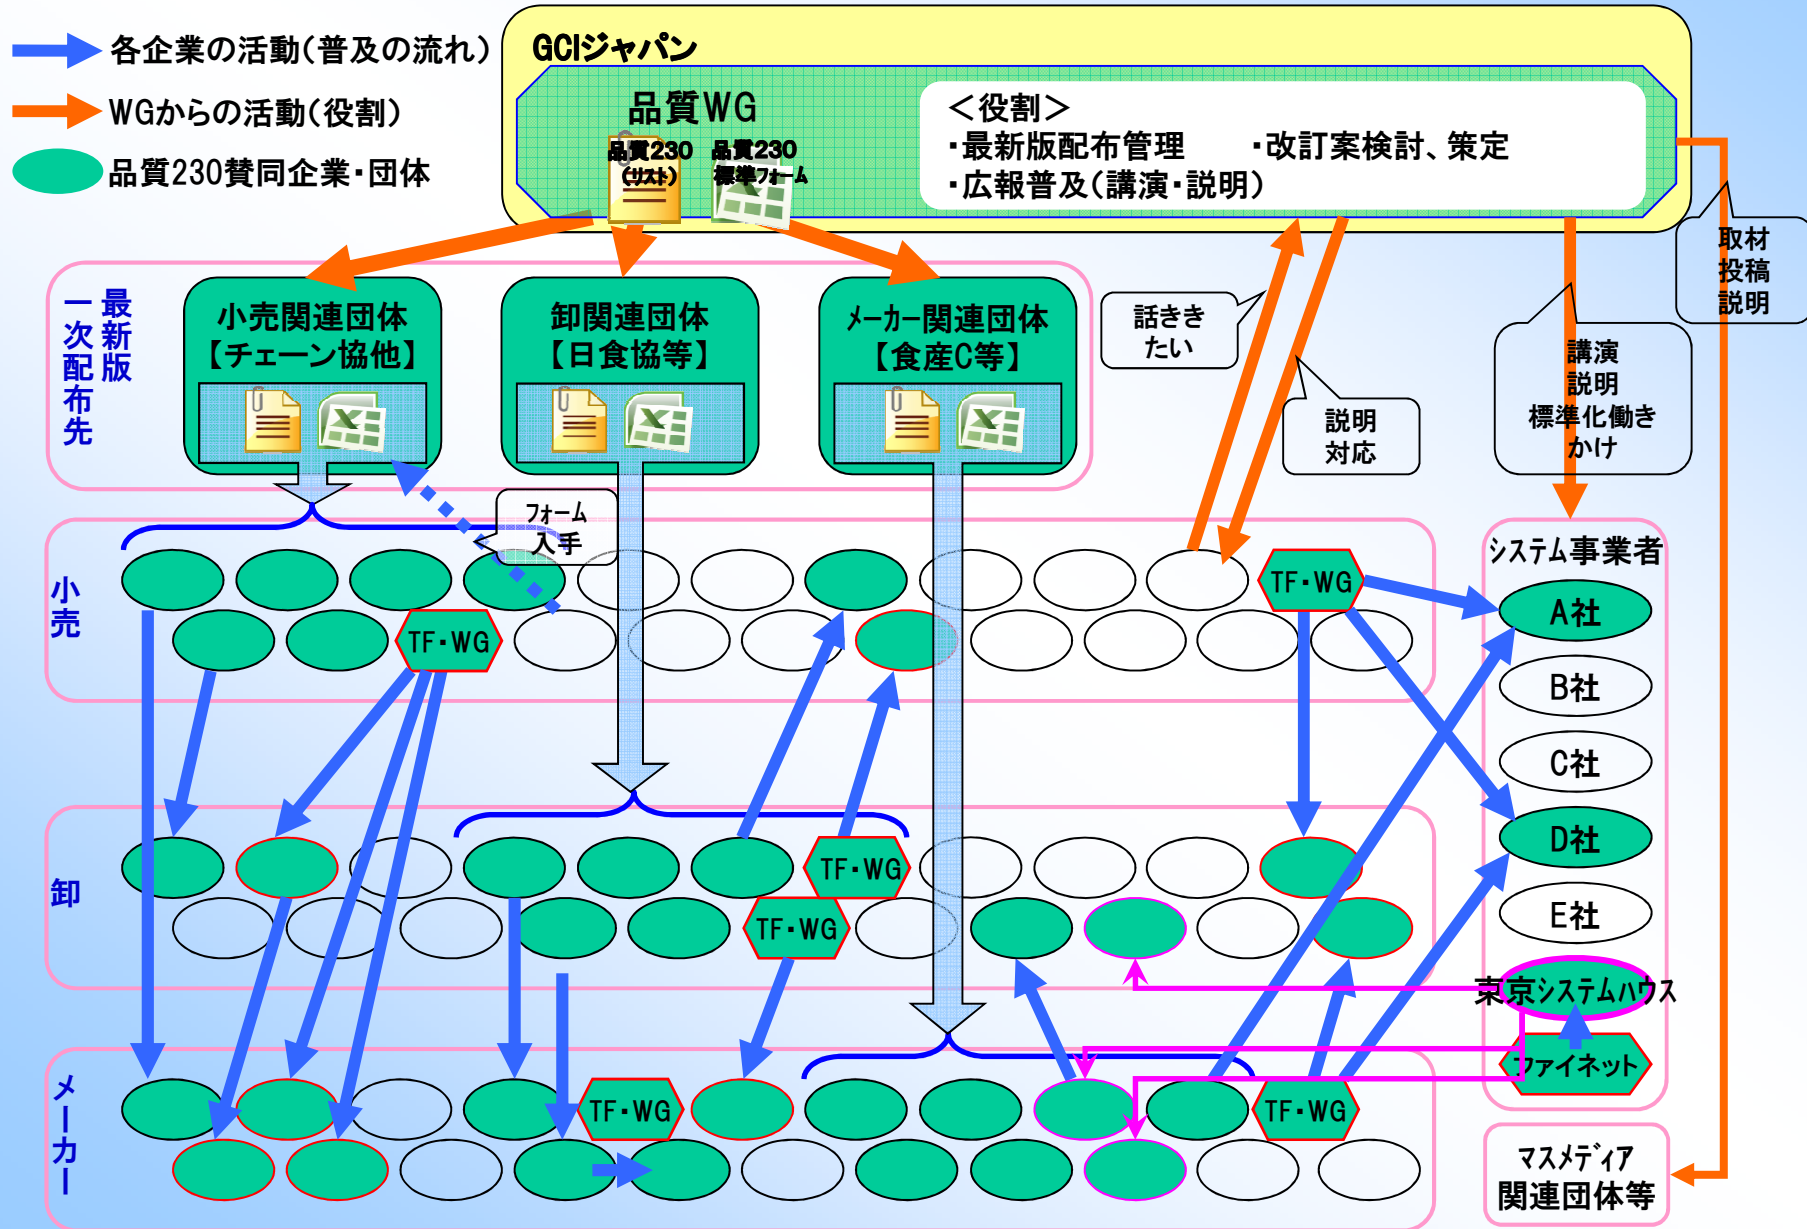 各企業の活動(普及の流れ)
WGからの活動(役割)
品質230賛同企業・団体
GCIジャパン
品質WG
品質230
(リスト)
品質230
標準フォーム
＜役割＞
・最新版配布管理　・改訂案検討、策定
・広報普及(講演・説明)
取材
投稿
説明
最新版
一次配布先
小売関連団体
【チェーン協他】
卸関連団体
【日食協等】
メーカー関連団体
【食産C等】
話きき
たい
説明
対応
講演
説明
標準化働き
かけ
フォーム
入手
小売
TF・WG
TF・WG
システム事業者
A社
B社
C社
D社
E社
東京システムハウス
ファイネット
卸
TF・WG
TF・WG
メーカー
TF・WG
TF・WG
マスメディア
関連団体等